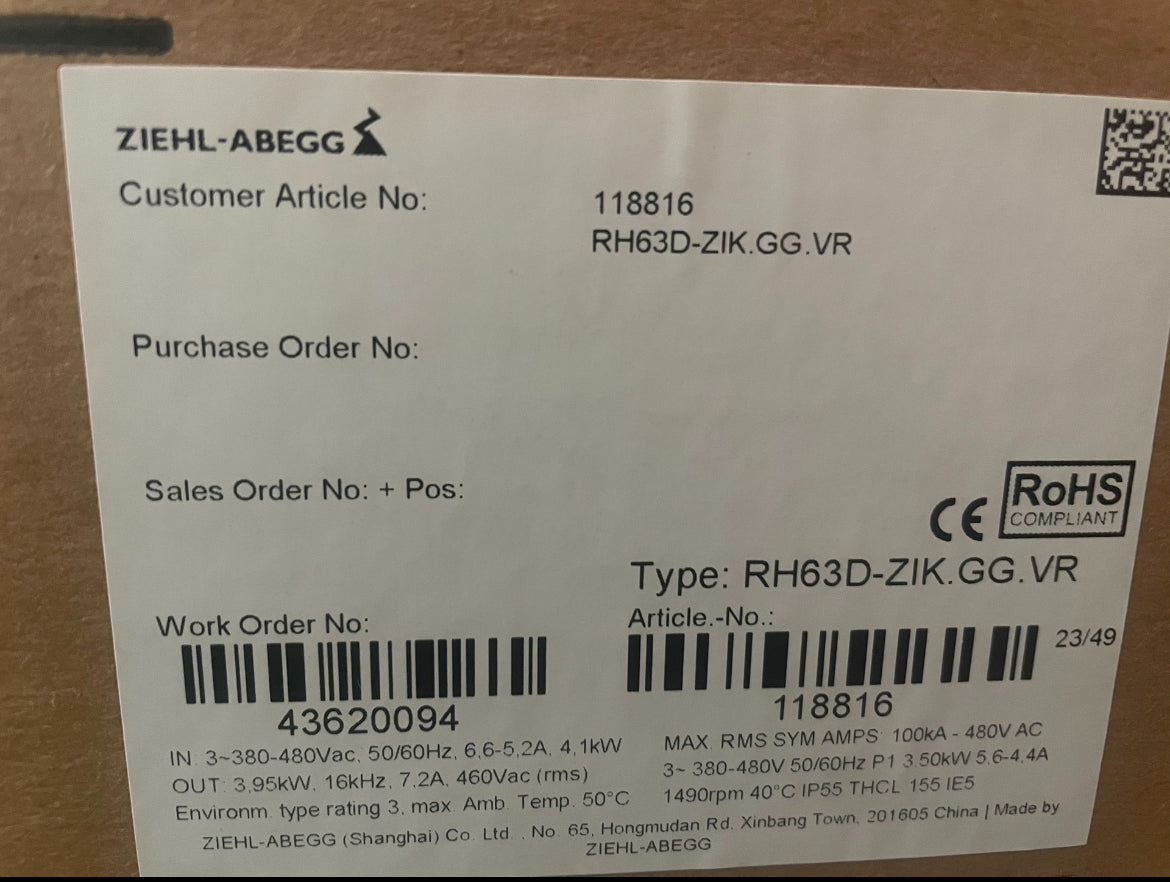 ZIEHL-ABEGG
Customer Article No: 118816
RH63D-ZIK.GG.VR
Purchase Order No:
Sales Order No: + Pos:
CE RoHS
COMPLIANT
Type: RH63D-ZIK.GG.VR
Work Order No:
43620094
Article.-No.:
23/49
118816
IN. 3~380-480Vac, 50/60Hz, 6,6-5,2A, 4,1kW
OUT: 3,95kW, 16kHz, 7,2A, 460Vac (rms)
Environm. type rating 3, max. Amb. Temp. 50°C
MAX. RMS SYM AMPS: 100kA - 480V AC
3~ 380-480V 50/60Hz P1 3.50kW 5,6-4,4A
1490rpm 40°C IP55 THCL 155 IE5
ZIEHL-ABEGG (Shanghai) Co. Ltd. , No. 65, Hongmudan Rd. Xinbang Town, 201605 China | Made by
ZIEHL-ABEGG